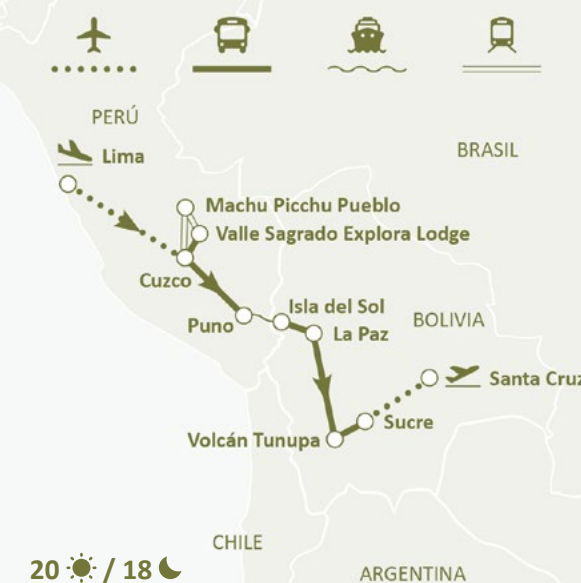 PERÚ
BRASIL
Lima
Machu Picchu Pueblo
Valle Sagrado Explora Lodge
Cuzco
Isla del Sol
Puno
BOLIVIA
La Paz
Santa Cruz
Sucre
Volcán Tunupa
CHILE
20 / 18
ARGENTINA